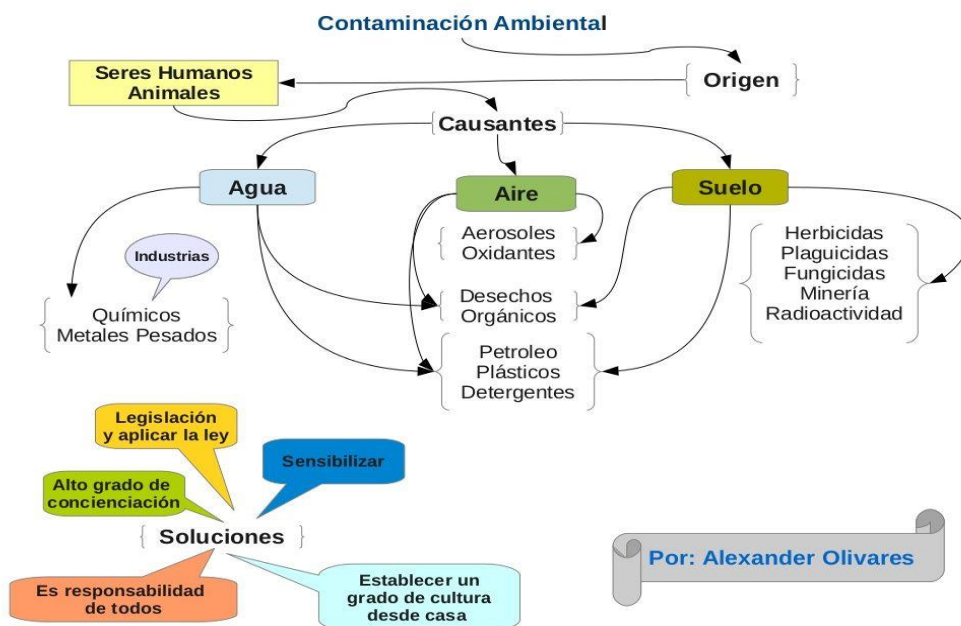 Contaminación Ambiental
Seres Humanos
Animales
Origen
Causantes
Agua
Aire
Suelo
Aerosoles
Oxidantes
Herbicidas
Plaguicidas
Fungicidas
Minería
Radioactividad
Industrias
Químicos
Metales Pesados
Desechos
Orgánicos
Petroleo
Plásticos
Detergentes
Legislación
y aplicar la ley
Sensibilizar
Alto grado de
concienciación
Soluciones
Es responsabilidad
de todos
Establecer un
grado de cultura
desde casa
Por: Alexander Olivares